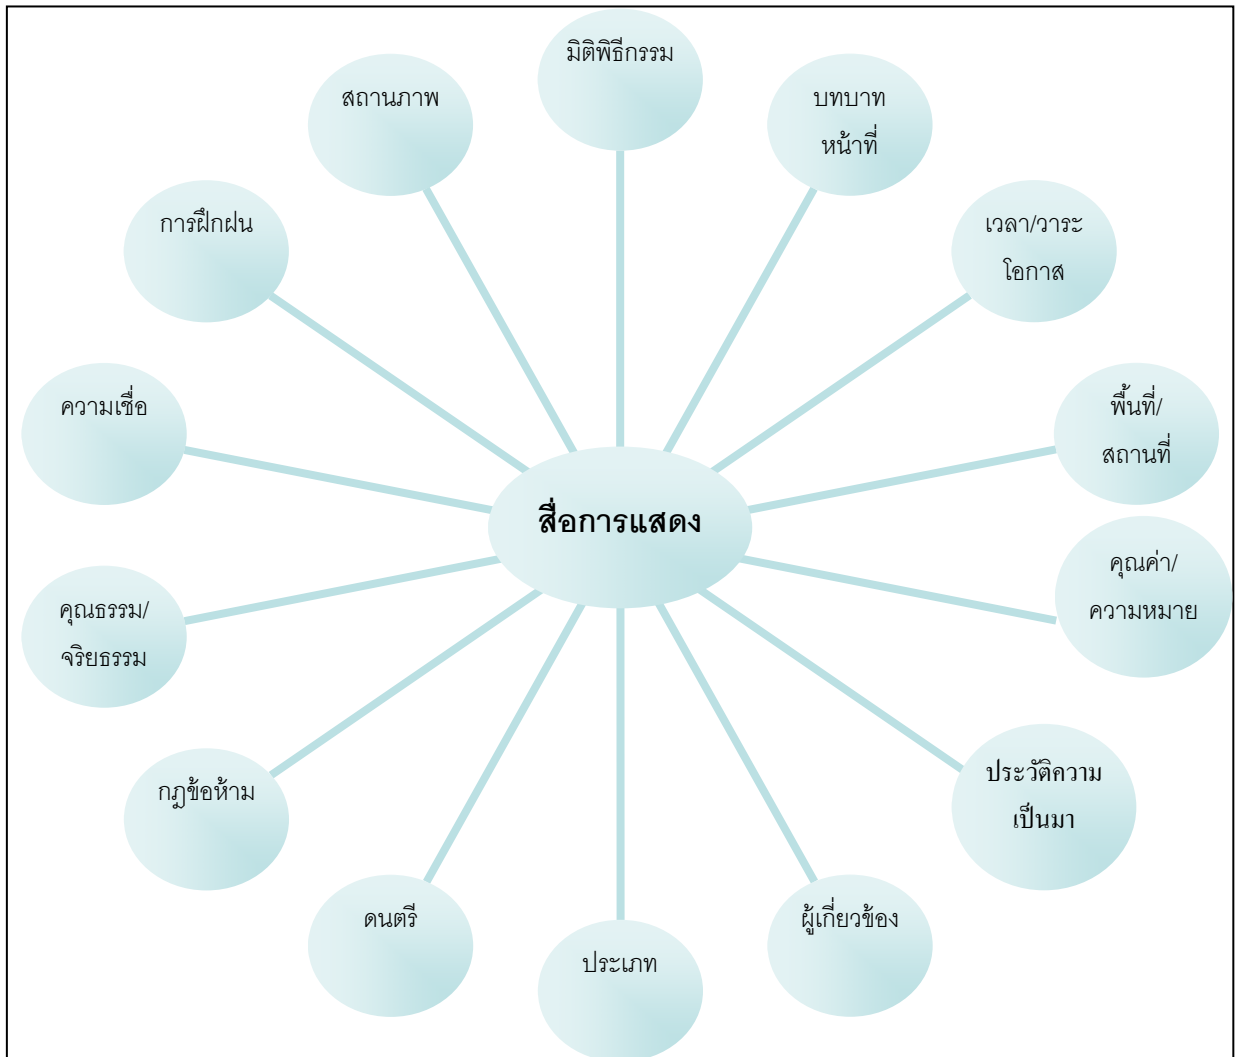 มิติพิธีกรรม
บทบาท
หน้าที่
เวลา/วาระ
โอกาส
พื้นที่/
สถานที่
คุณค่า/
ความหมาย
ประวัติความ
เป็นมา
ผู้เกี่ยวข้อง
ประเภท
ดนตรี
กฎข้อห้าม
คุณธรรม/
จริยธรรม
ความเชื่อ
การฝึกฝน
สถานภาพ
สื่อการแสดง